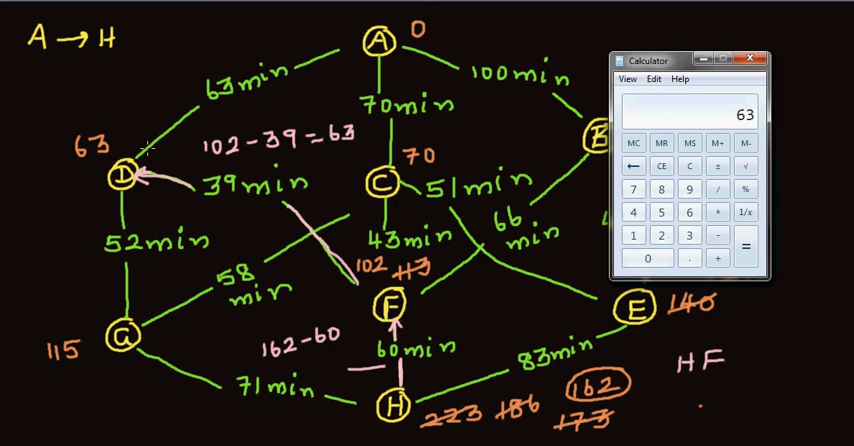 A → H
A 0
63min
100min
70min
Calculator
View Edit Help
63
MC MR MS M+ M-
← CE C ± √
7 8 9 / %
4 5 6 * 1/x
1 2 3 - =
0 . +
63
102-39=63
70
B
D
39min
C
51min
52min
43min
66
min
58
min
102 113
F
E 140
115
G
162-60
60min
83min
HF
71min
H
223 186 162
173